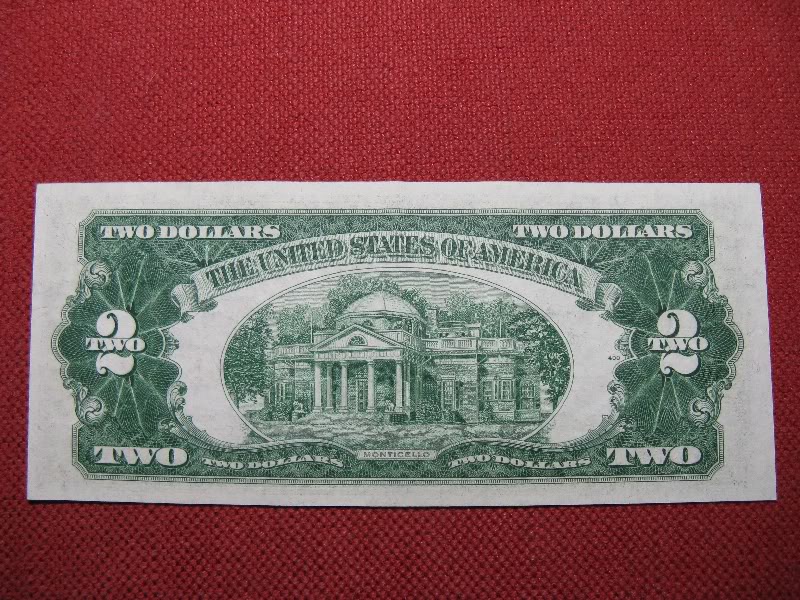 TWO DOLLARS TWO DOLLARS
THE UNITED STATES OF AMERICA
2 2
TWO TWO
400
TWO TWO DOLLARS MONTICELLO TWO DOLLARS TWO